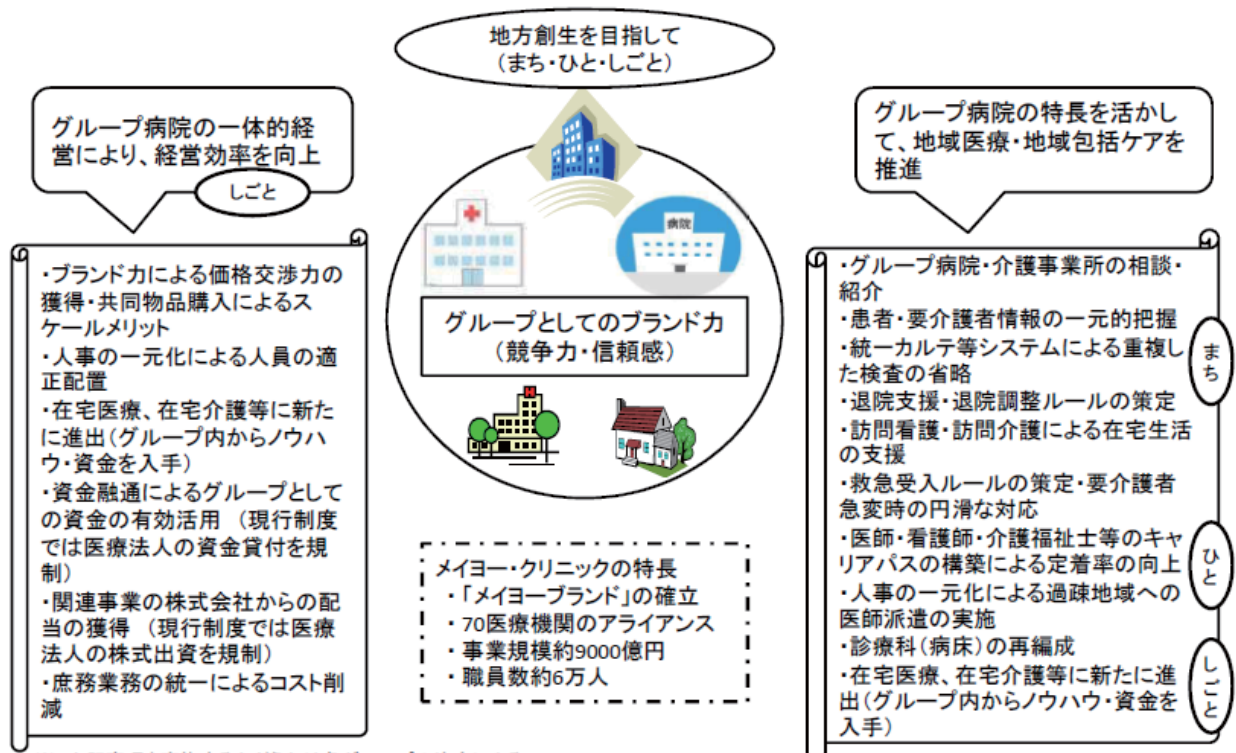 地方創生を目指して
(まち・ひと・しごと)
グループ病院の一体的経
営により、経営効率を向上
しごと
・ブランド力による価格交渉力の
獲得・共同物品購入によるス
ケールメリット
・人事の一元化による人員の適
正配置
・在宅医療、在宅介護等に新た
に進出(グループ内からノウハ
ウ・資金を入手)
・資金融通によるグループとして
の資金の有効活用 (現行制度
では医療法人の資金貸付を規
制)
・関連事業の株式会社からの配
当の獲得 (現行制度では医療
法人の株式出資を規制)
・庶務業務の統一によるコスト削
減
病院
H
グループとしてのブランド力
(競争力・信頼感)
メイヨー・クリニックの特長
・「メイヨーブランド」の確立
・70医療機関のアライアンス
・事業規模約9000億円
・職員数約6万人
グループ病院の特長を活かし
て、地域医療・地域包括ケアを
推進
・グループ病院・介護事業所の相談・
紹介
・患者・要介護者情報の一元的把握
・統一カルテ等システムによる重複し
た検査の省略
・退院支援・退院調整ルールの策定
・訪問看護・訪問介護による在宅生活
の支援
・救急受入ルールの策定・要介護者
急変時の円滑な対応
・医師・看護師・介護福祉士等のキャ
リアパスの構築による定着率の向上
・人事の一元化による過疎地域への
医師派遣の実施
・診療科(病床)の再編成
・在宅医療、在宅介護等に新たに進
出(グループ内からノウハウ・資金を
入手)
まち
ひと
しごと